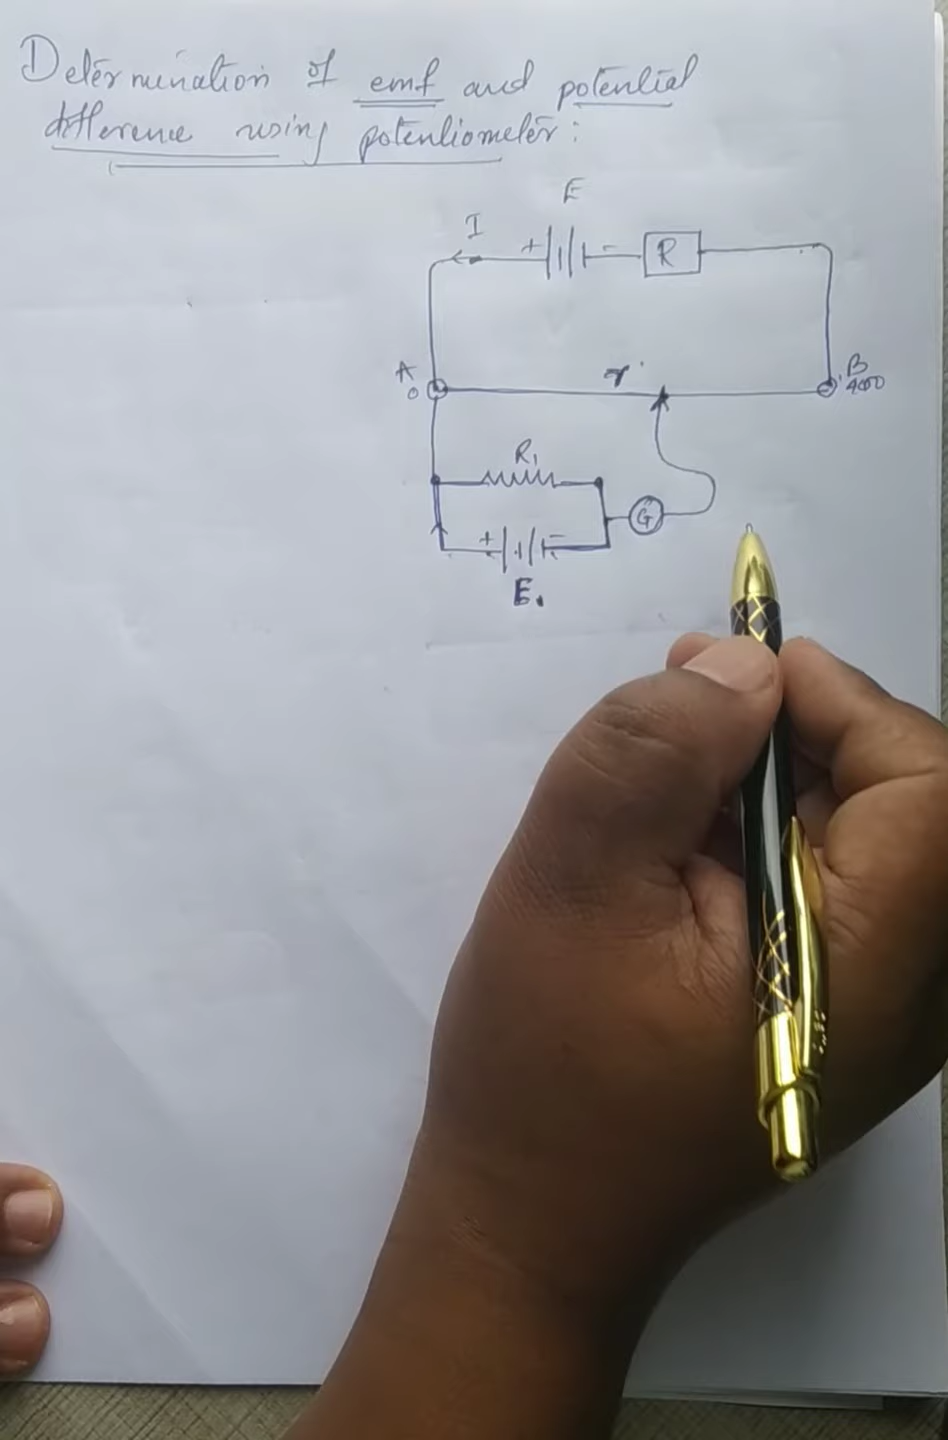 Determination of emf and potential
difference using potentiometer:
E
I
+ - R
A
0
r
B
400
R1
G
+ -
E1